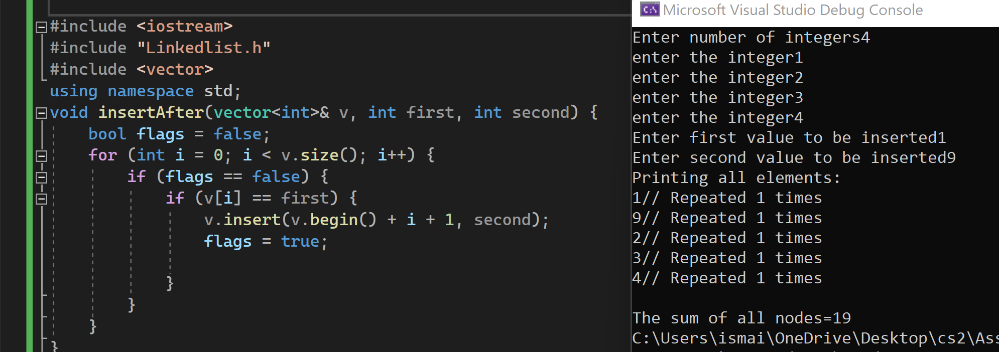 #include <iostream>
#include "Linkedlist.h"
#include <vector>
using namespace std;
void insertAfter(vector<int>& v, int first, int second) {
bool flags = false;
for (int i = 0; i < v.size(); i++) {
if (flags == false) {
if (v[i] == first) {
v.insert(v.begin() + i + 1, second);
flags = true;
}
}
}
}
C:\ Microsoft Visual Studio Debug Console
Enter number of integers4
enter the integer1
enter the integer2
enter the integer3
enter the integer4
Enter first value to be inserted1
Enter second value to be inserted9
Printing all elements:
1// Repeated 1 times
9// Repeated 1 times
2// Repeated 1 times
3// Repeated 1 times
4// Repeated 1 times
The sum of all nodes=19
C:\Users\ismai\OneDrive\Desktop\cs2\Ass